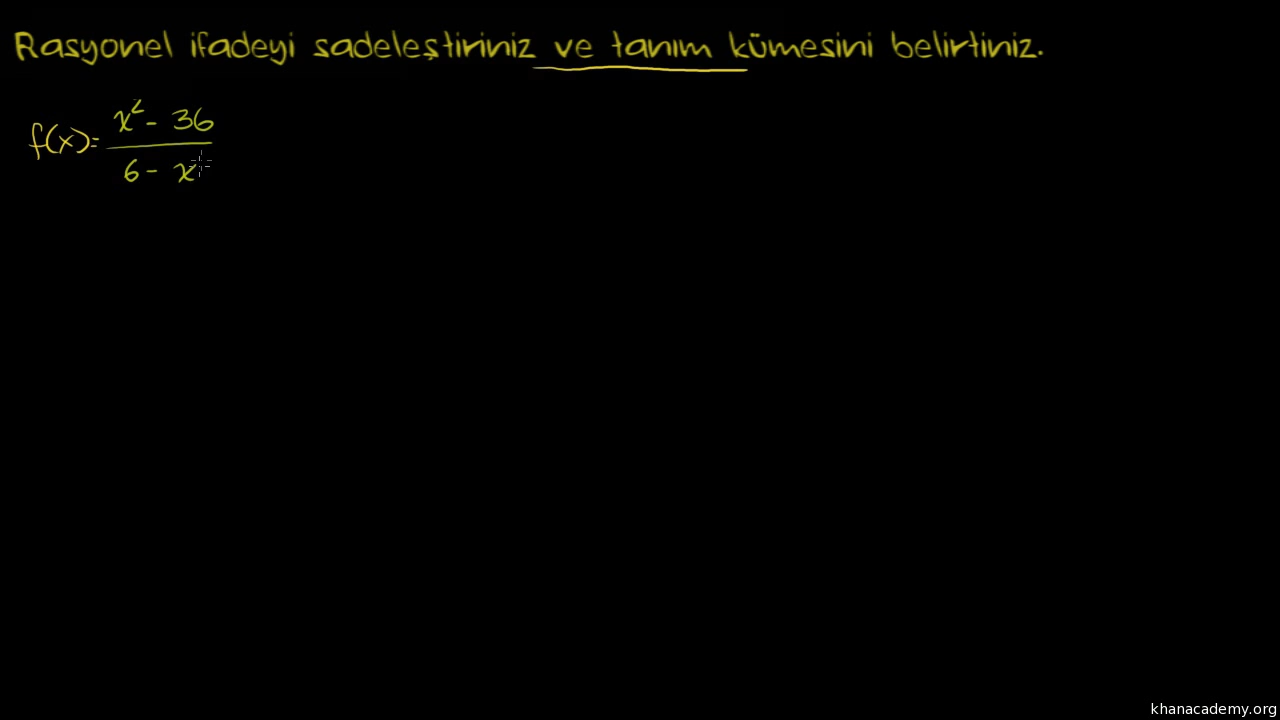 Rasyonel ifadeyi sadeleştiriniz ve tanım kümesini belirtiniz.
f(x)= x² - 36
6 - x
khanacademy.org